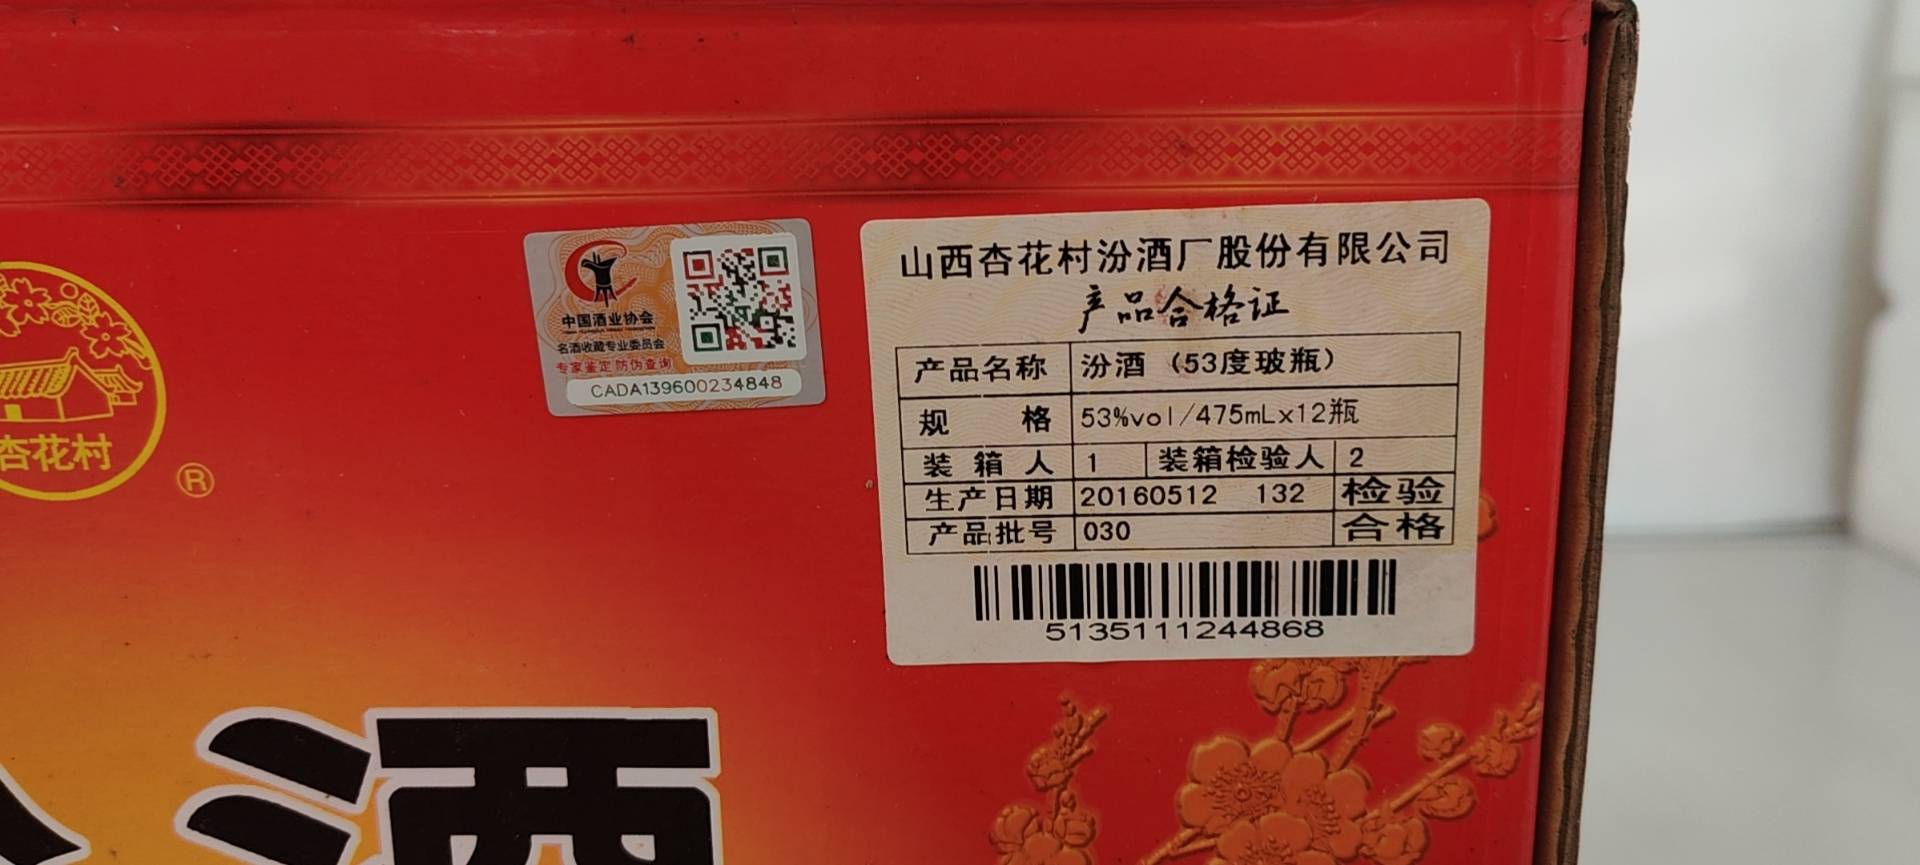 杏花村
®
中国酒业协会
名酒收藏专业委员会
专家鉴定 防伪查询
CADA139600234848
山西杏花村汾酒厂股份有限公司
产品合格证
产品名称 汾酒（53度玻瓶）
规 格 53%vol/475mL×12瓶
装箱人 1 装箱检验人 2
生产日期 20160512 132 检验
产品批号 030 合格
5135111244868
酒